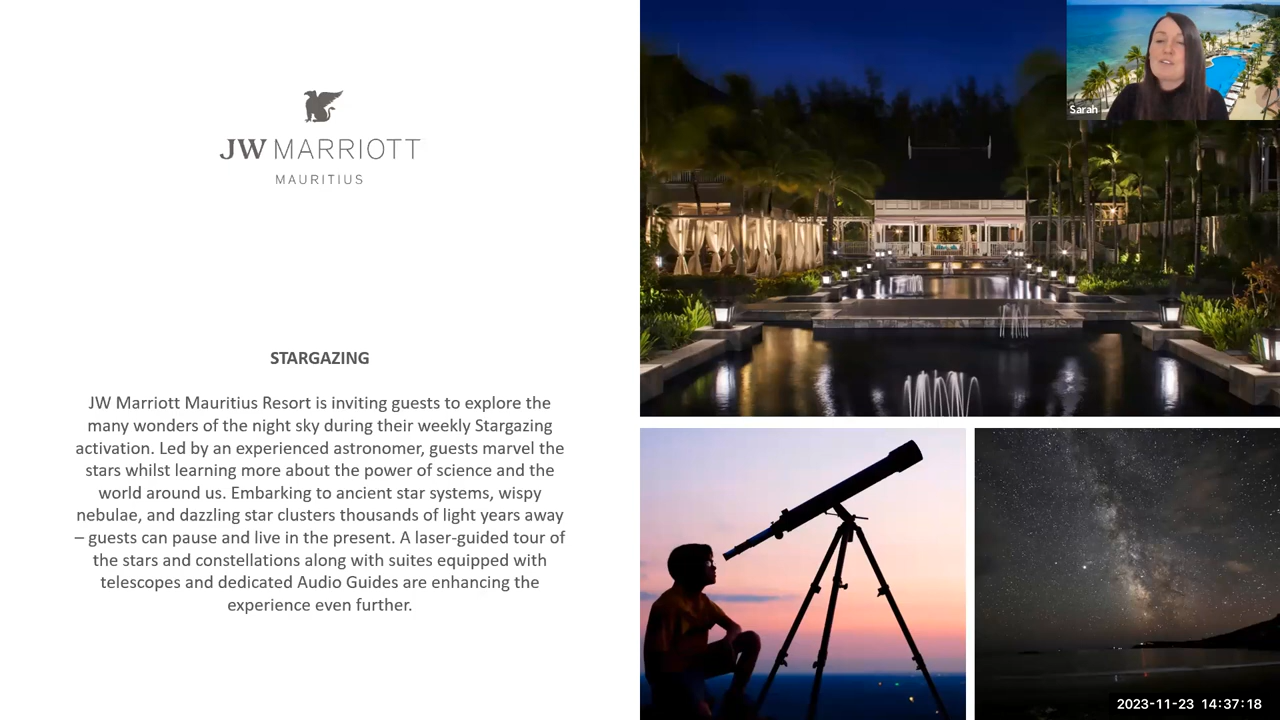 JW MARRIOTT
MAURITIUS
STARGAZING
JW Marriott Mauritius Resort is inviting guests to explore the
many wonders of the night sky during their weekly Stargazing
activation. Led by an experienced astronomer, guests marvel the
stars whilst learning more about the power of science and the
world around us. Embarking to ancient star systems, wispy
nebulae, and dazzling star clusters thousands of light years away
– guests can pause and live in the present. A laser-guided tour of
the stars and constellations along with suites equipped with
telescopes and dedicated Audio Guides are enhancing the
experience even further.
Sarah
2023-11-23 14:37:18